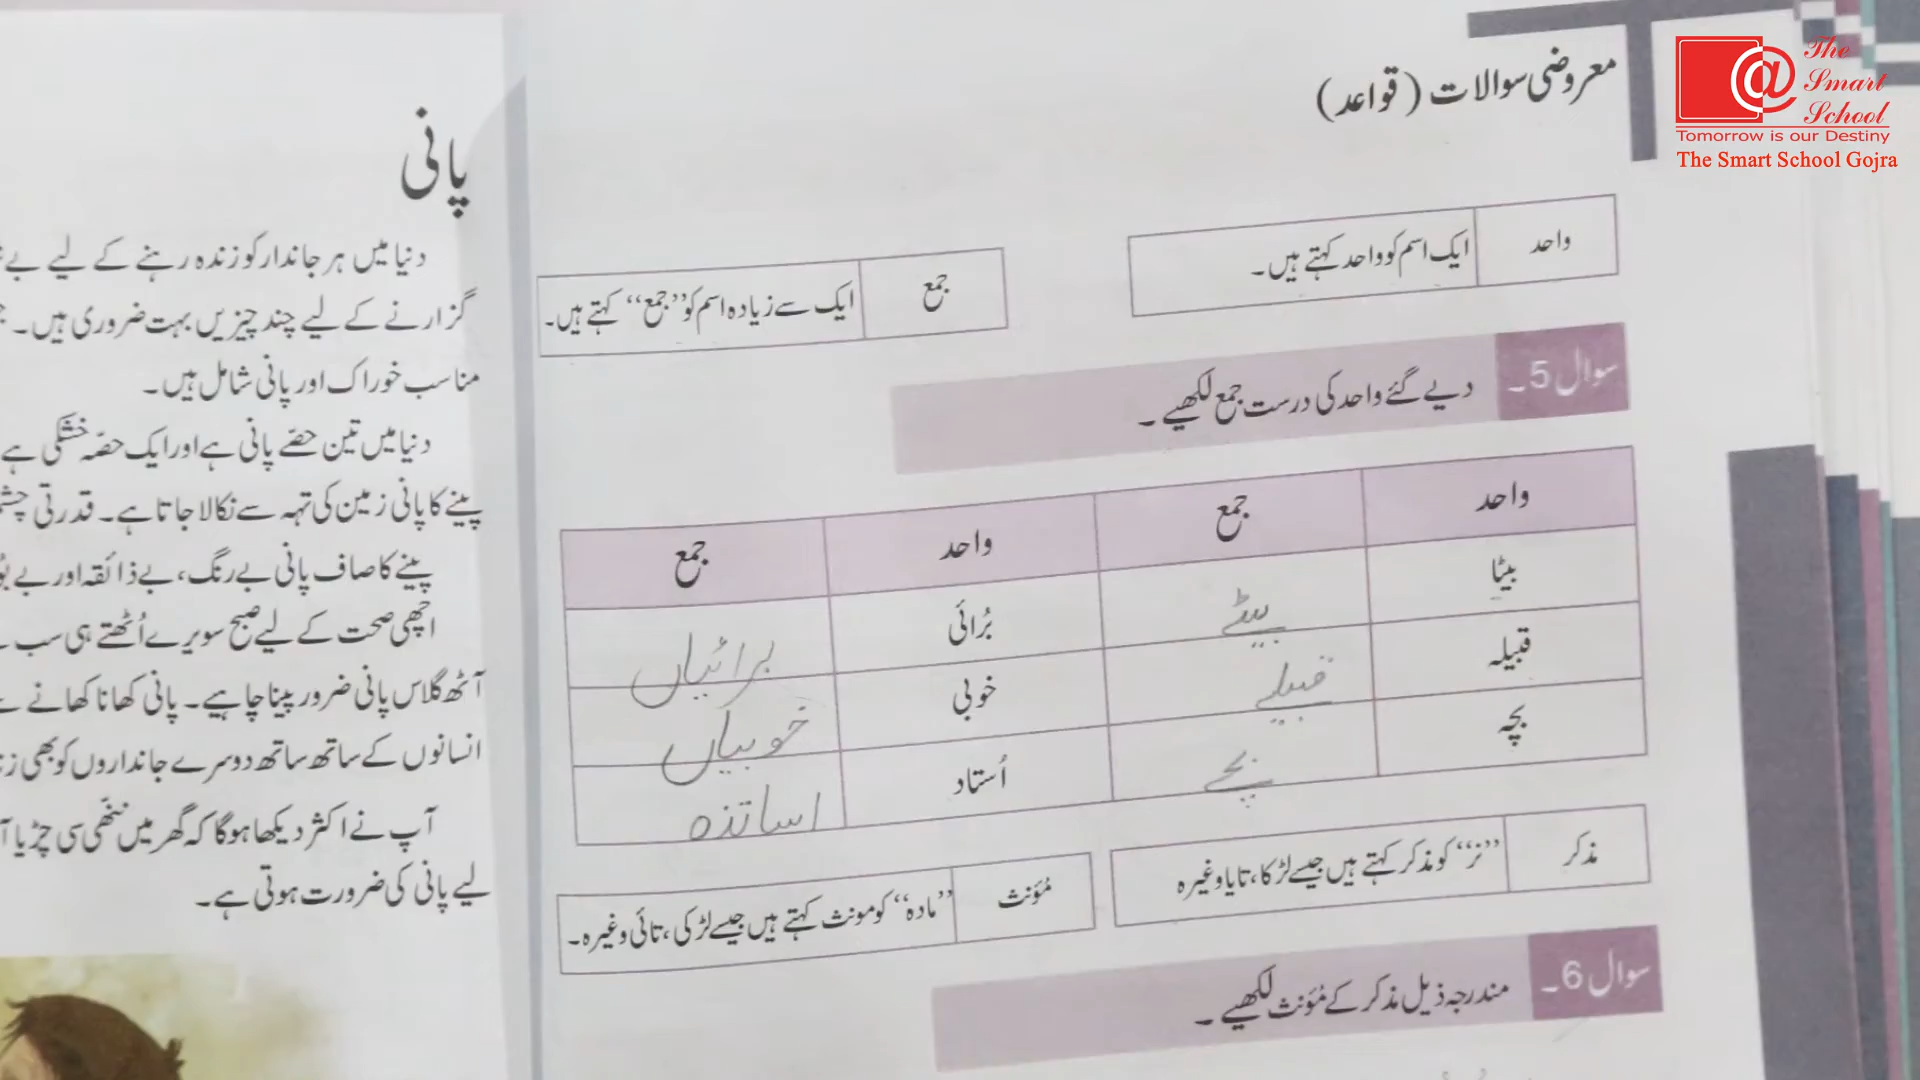 The
Smart
School
Tomorrow is our Destiny
The Smart School Gojra
معروضی سوالات (قواعد)
واحد
ایک اسم کو واحد کہتے ہیں۔
جمع
ایک سے زیادہ اسم کو ”جمع“ کہتے ہیں۔
سوال 5۔
دیے گئے واحد کی درست جمع لکھیے۔
واحد جمع واحد جمع
بیٹا بیٹے بُرائی برائیاں
قبیلہ قبیلے خوبی خوبیاں
بچہ بچے اُستاد اساتذہ
مذکر
”نر“ کو مذکر کہتے ہیں جیسے لڑکا، تایا وغیرہ
مُؤنث
”مادہ“ کو مونث کہتے ہیں جیسے لڑکی، تائی وغیرہ۔
سوال 6۔
مندرجہ ذیل مذکر کے مُؤنث لکھیے۔
پانی
دنیا میں ہر جاندار کو زندہ رہنے کے لیے
گزارنے کے لیے چند چیزیں بہت ضروری ہیں۔
مناسب خوراک اور پانی شامل ہیں۔
دنیا میں تین حصّے پانی ہے اور ایک حصّہ خشکی ہے
پینے کا پانی زمین کی تہہ سے نکالا جاتا ہے۔ قدرتی
پینے کا صاف پانی بے رنگ، بے ذائقہ اور بے
اچھی صحت کے لیے صبح سویرے اُٹھتے ہی سب
آٹھ گلاس پانی ضرور پینا چاہیے۔ پانی کھانا کھانے
انسانوں کے ساتھ ساتھ دوسرے جانداروں کو بھی
آپ نے اکثر دیکھا ہوگا کہ گھر میں ننّھی سی چڑیا
لیے پانی کی ضرورت ہوتی ہے۔